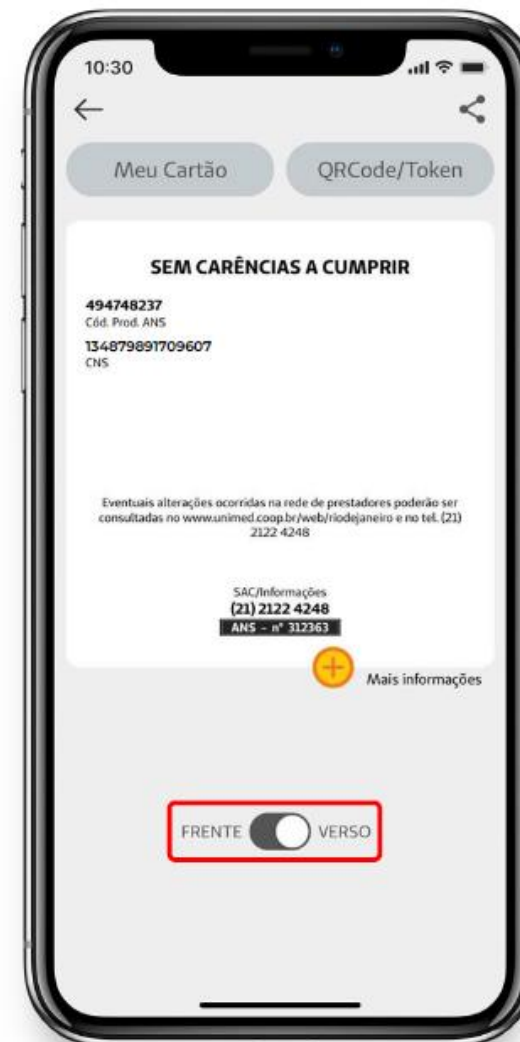 10:30
Meu Cartão
QRCode/Token
SEM CARÊNCIAS A CUMPRIR
494748237
Cód. Prod. ANS
134879891709607
CNS
Eventuais alterações ocorridas na rede de prestadores poderão ser
consultadas no www.unimed.coop.br/web/riodejaneiro e no tel. (21)
2122 4248
SAC/Informações
(21) 2122 4248
ANS - nº 312363
Mais informações
FRENTE
VERSO